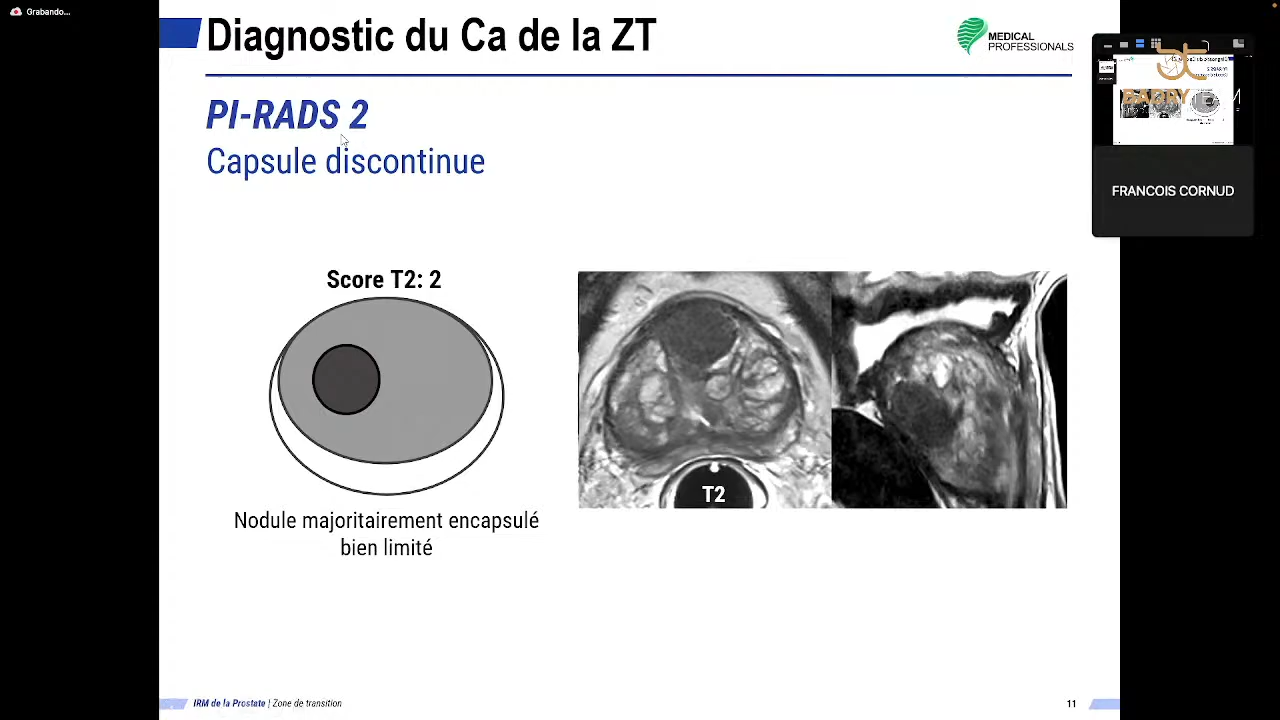 Grabando...
Diagnostic du Ca de la ZT
MEDICAL
PROFESSIONALS
PI-RADS 2
Capsule discontinue
FRANCOIS CORNUD
Score T2: 2
T2
Nodule majoritairement encapsulé
bien limité
IRM de la Prostate | Zone de transition
11